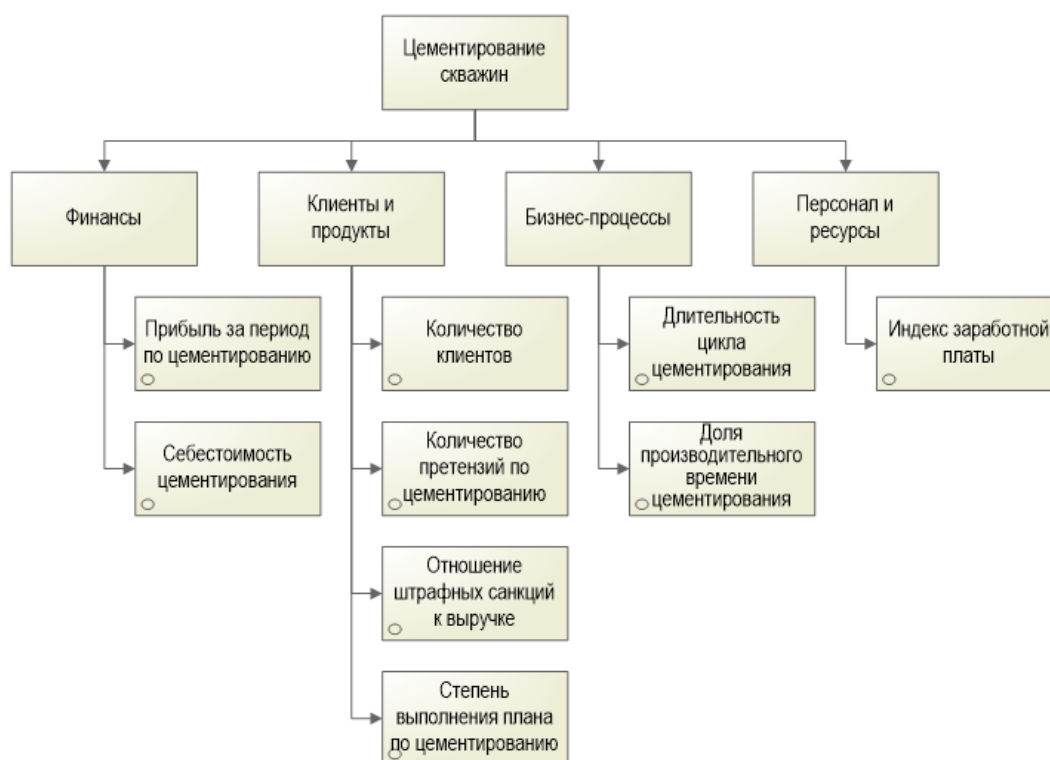 Цементирование
скважин
Финансы
Клиенты и
продукты
Бизнес-процессы
Персонал и
ресурсы
Прибыль за период
по цементированию
Количество
клиентов
Длительность
цикла
цементирования
Индекс заработной
платы
Себестоимость
цементирования
Количество
претензий по
цементированию
Доля
производительного
времени
цементирования
Отношение
штрафных санкций
к выручке
Степень
выполнения плана
по цементированию